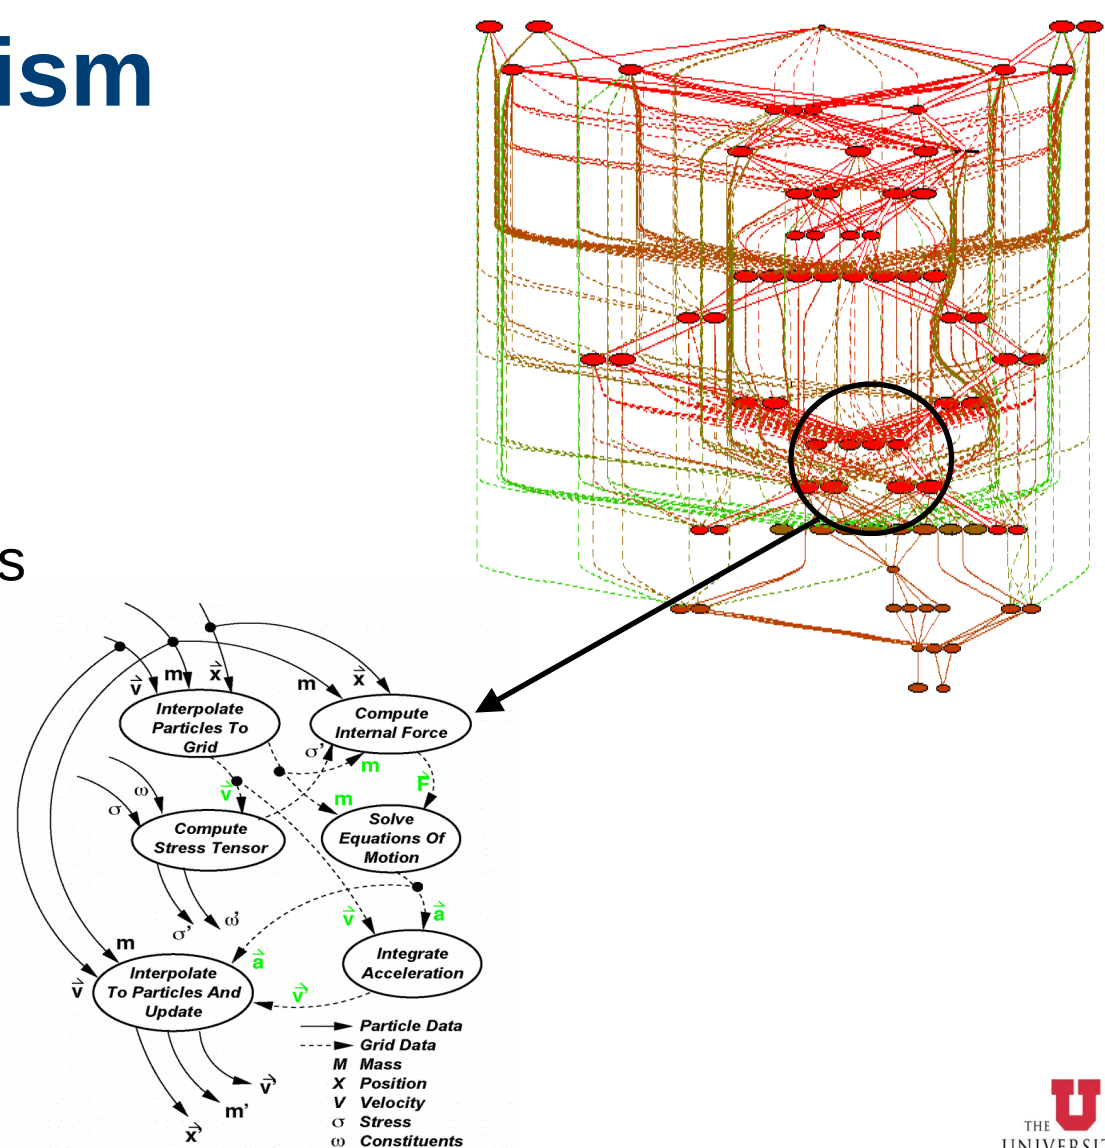 ism
s
v⃗
m
x⃗
m
x⃗
Interpolate
Particles To
Grid
Compute
Internal Force
σ'
m
v⃗
ω
σ
F⃗
m
Compute
Stress Tensor
Solve
Equations Of
Motion
σ'
ω'
v⃗
a⃗
m
v⃗
a⃗
Interpolate
To Particles And
Update
Integrate
Acceleration
v⃗'
Particle Data
Grid Data
M Mass
X Position
V Velocity
σ Stress
ω Constituents
v⃗'
m'
x⃗'
THE
U